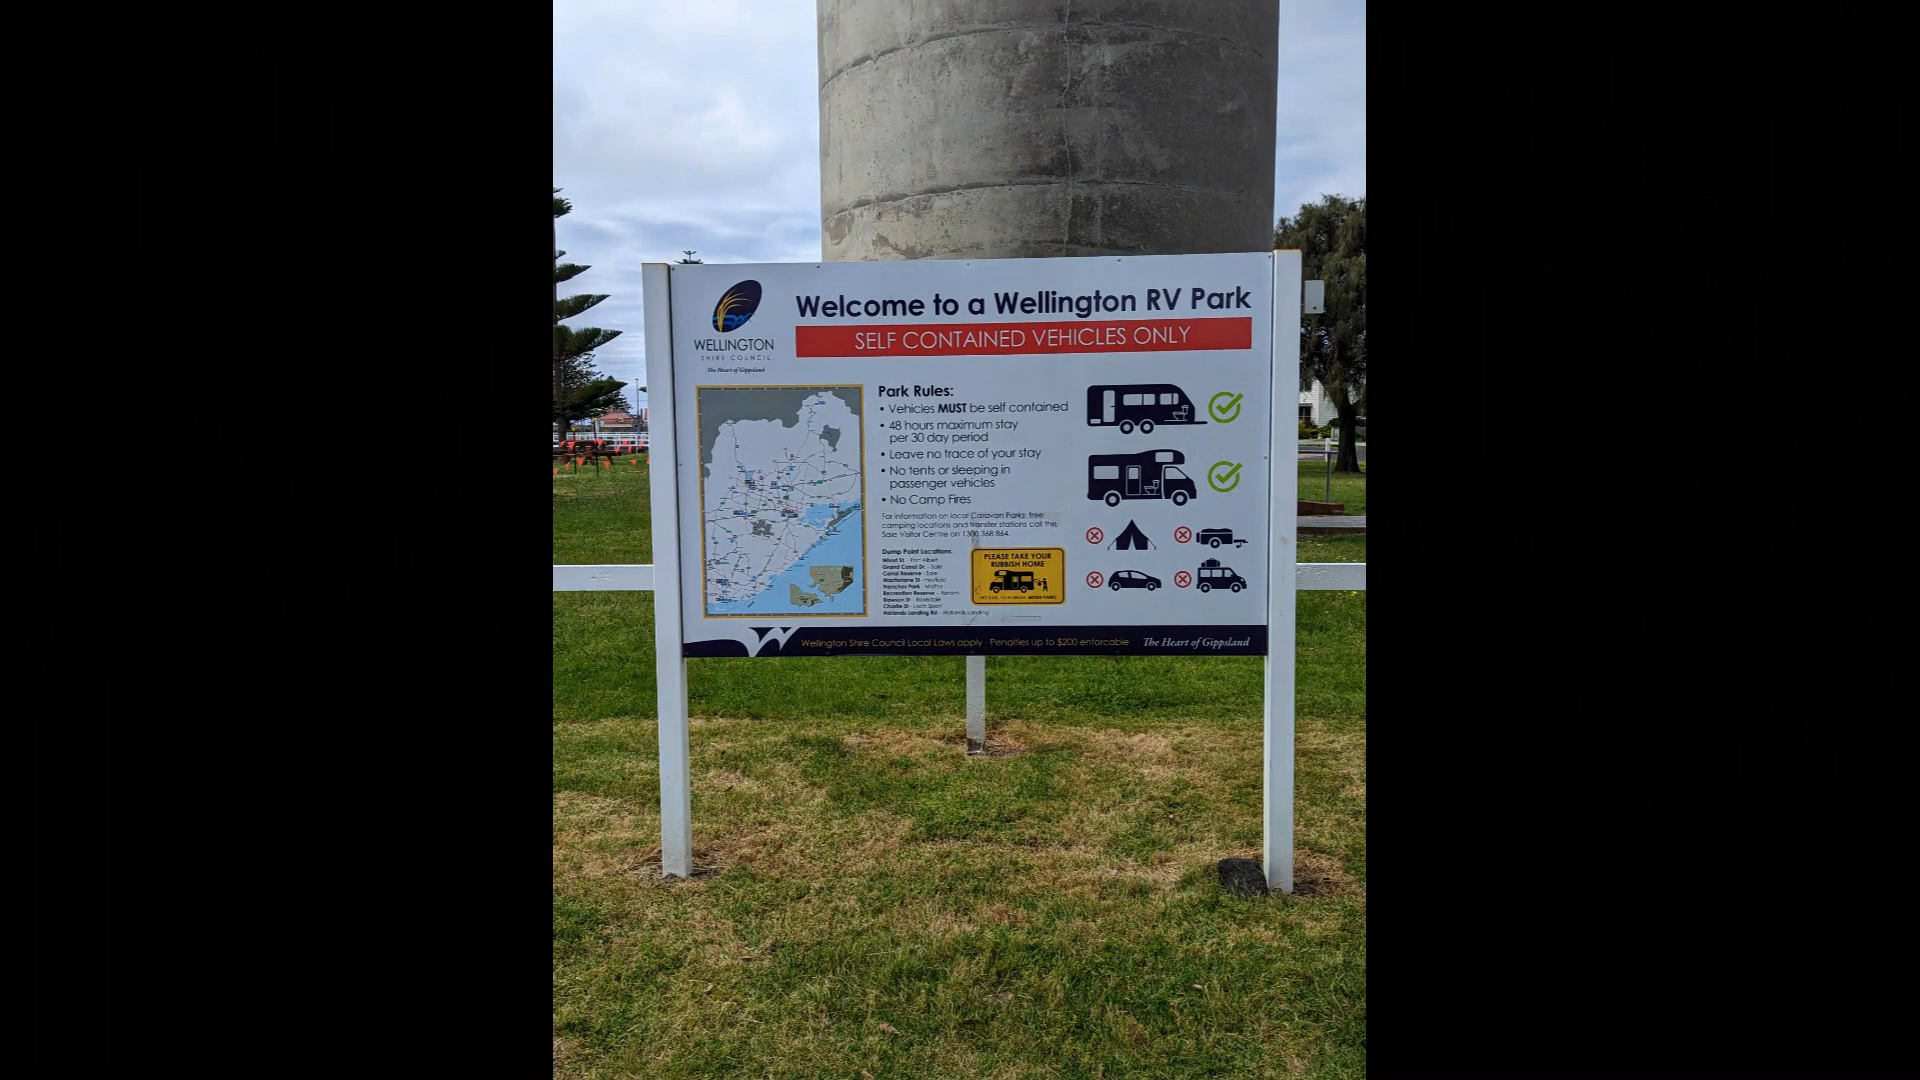 WELLINGTON
SHIRE COUNCIL
The Heart of Gippsland
Welcome to a Wellington RV Park
SELF CONTAINED VEHICLES ONLY
Park Rules:
• Vehicles MUST be self contained
• 48 hours maximum stay
per 30 day period
• Leave no trace of your stay
• No tents or sleeping in
passenger vehicles
• No Camp Fires
For information on local Caravan Parks, free
camping locations and transfer stations call the
Sale Visitor Centre on 1300 368 864.
Dump Point Locations:
Wharf St - Port Albert
Grand Canal Dr - Sale
Canal Reserve - Sale
Macfarlane St - Heyfield
Frenches Park - Maffra
Recreation Reserve - Yarram
Dawson St - Rosedale
Charlie St - Loch Sport
Hollands Landing Rd - Hollands Landing
PLEASE TAKE YOUR
RUBBISH HOME
Wellington Shire Council Local Laws apply - Penalties up to $200 enforcable
The Heart of Gippsland